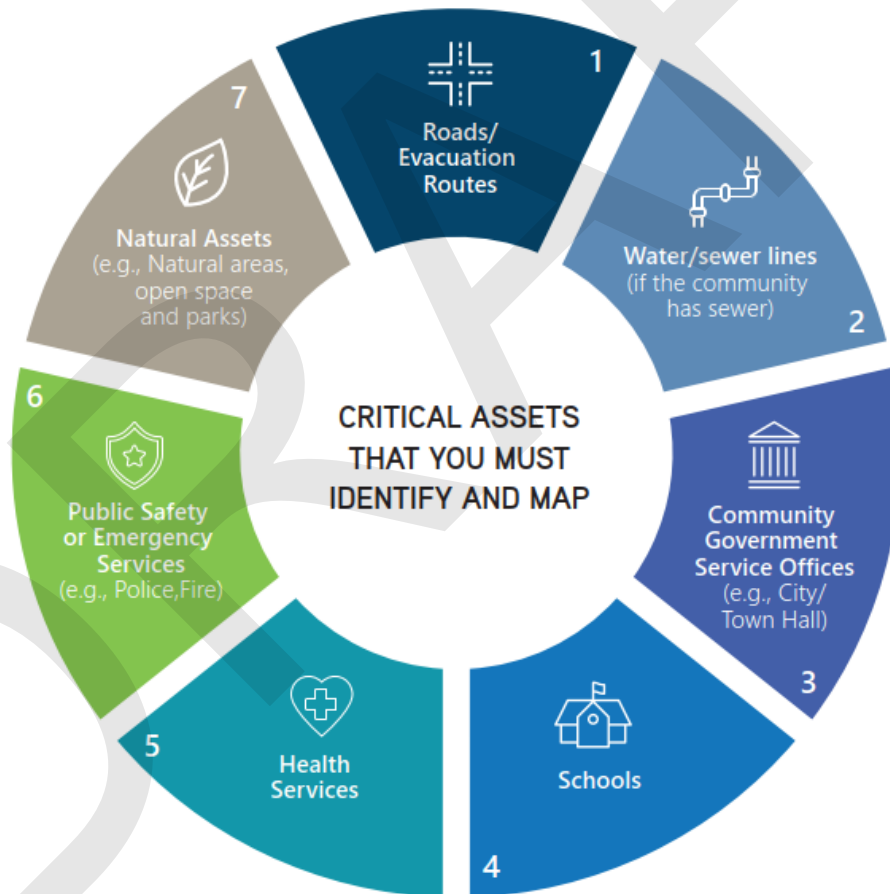 1
Roads/
Evacuation
Routes
Water/sewer lines
(if the community
has sewer)
2
Community
Government
Service Offices
(e.g., City/
Town Hall)
3
Schools
4
Health
Services
5
6
Public Safety
or Emergency
Services
(e.g., Police,Fire)
7
Natural Assets
(e.g., Natural areas,
open space
and parks)
CRITICAL ASSETS
THAT YOU MUST
IDENTIFY AND MAP
DRAFT